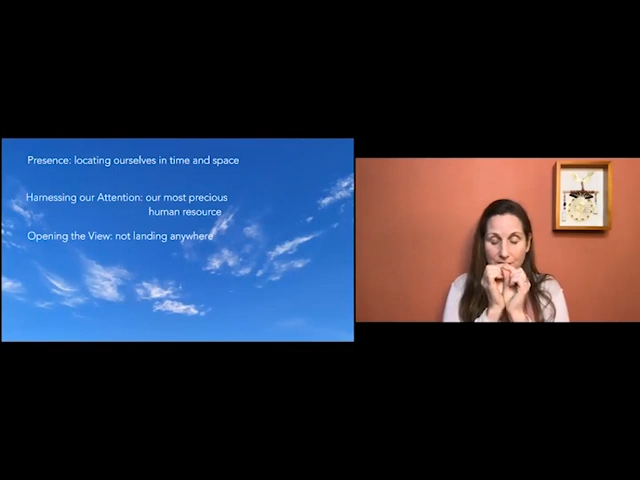 Presence: locating ourselves in time and space
Harnessing our Attention: our most precious
human resource
Opening the View: not landing anywhere